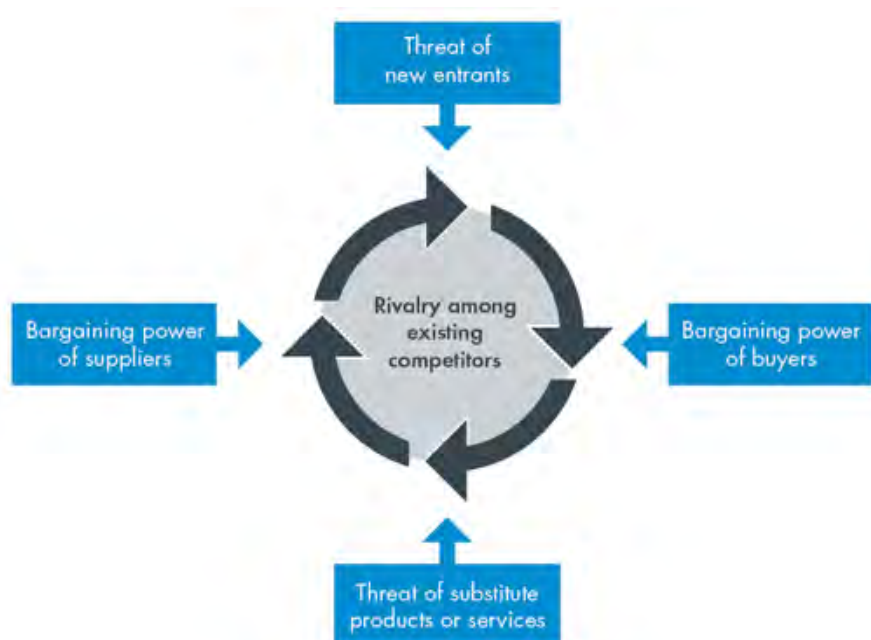 Threat of
new entrants
Bargaining power
of suppliers
Rivalry among
existing
competitors
Bargaining power
of buyers
Threat of substitute
products or services